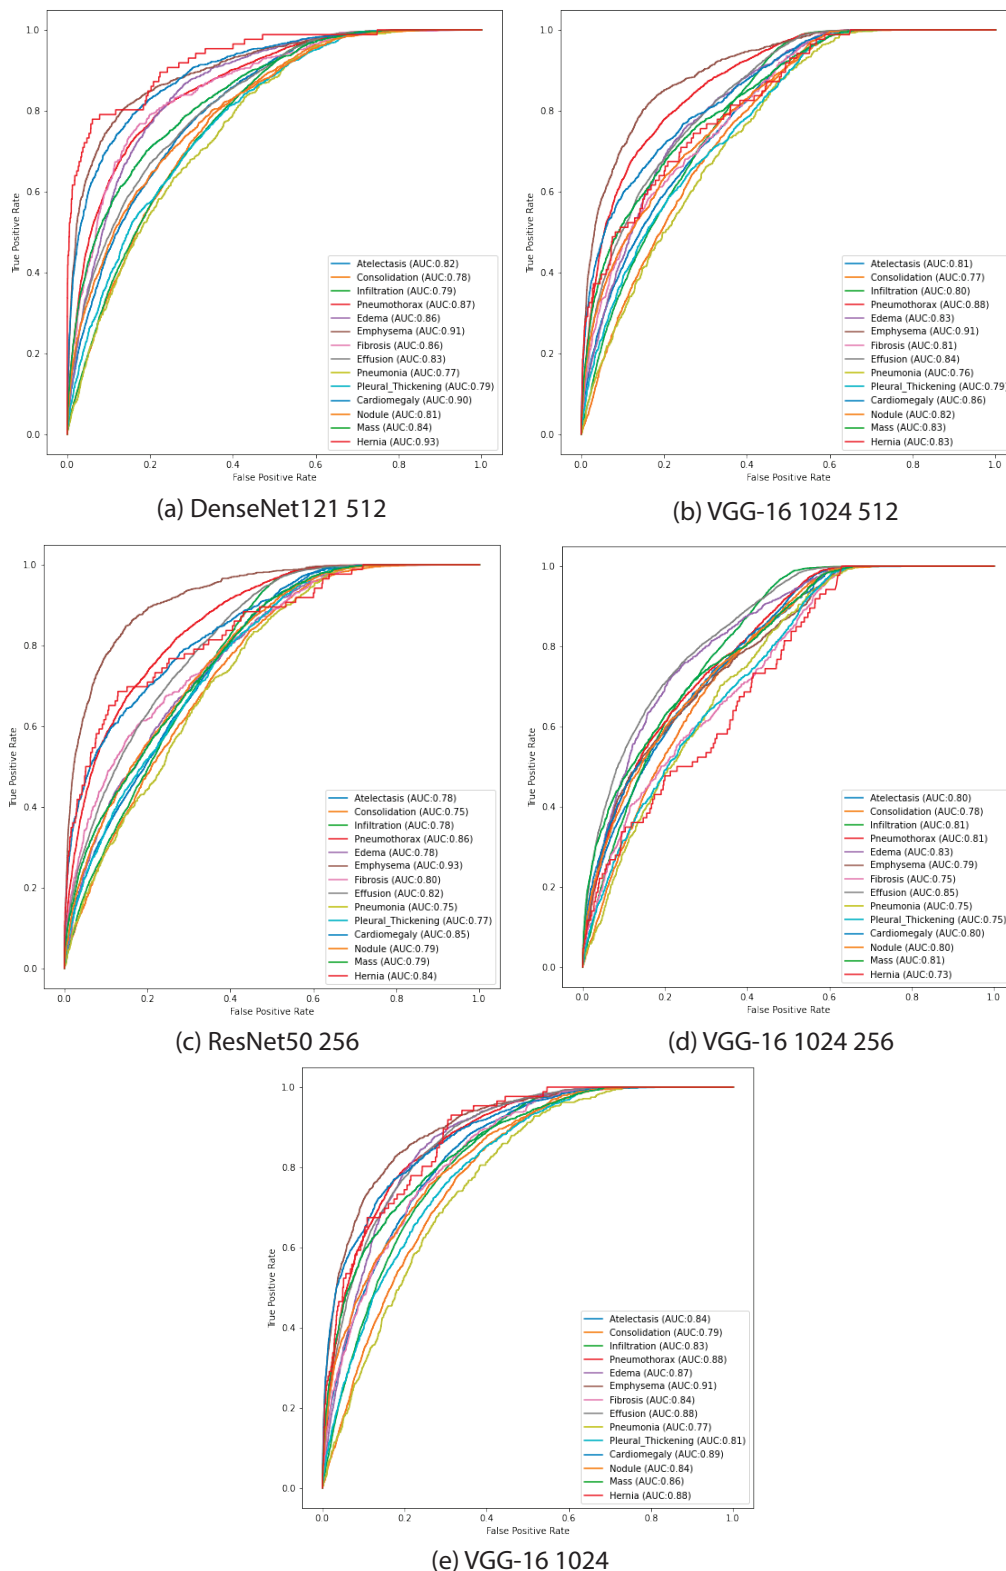 1.0
0.8
0.6
0.4
0.2
0.0
True Positive Rate
Atelectasis (AUC:0.82)
Consolidation (AUC:0.78)
Infiltration (AUC:0.79)
Pneumothorax (AUC:0.87)
Edema (AUC:0.86)
Emphysema (AUC:0.91)
Fibrosis (AUC:0.86)
Effusion (AUC:0.83)
Pneumonia (AUC:0.77)
Pleural_Thickening (AUC:0.79)
Cardiomegaly (AUC:0.90)
Nodule (AUC:0.81)
Mass (AUC:0.84)
Hernia (AUC:0.93)
0.0 0.2 0.4 0.6 0.8 1.0
False Positive Rate
(a) DenseNet121 512
1.0
0.8
0.6
0.4
0.2
0.0
True Positive Rate
Atelectasis (AUC:0.81)
Consolidation (AUC:0.77)
Infiltration (AUC:0.80)
Pneumothorax (AUC:0.88)
Edema (AUC:0.83)
Emphysema (AUC:0.91)
Fibrosis (AUC:0.81)
Effusion (AUC:0.84)
Pneumonia (AUC:0.76)
Pleural_Thickening (AUC:0.79)
Cardiomegaly (AUC:0.86)
Nodule (AUC:0.82)
Mass (AUC:0.83)
Hernia (AUC:0.83)
0.0 0.2 0.4 0.6 0.8 1.0
False Positive Rate
(b) VGG-16 1024 512
1.0
0.8
0.6
0.4
0.2
0.0
True Positive Rate
Atelectasis (AUC:0.78)
Consolidation (AUC:0.75)
Infiltration (AUC:0.78)
Pneumothorax (AUC:0.86)
Edema (AUC:0.78)
Emphysema (AUC:0.93)
Fibrosis (AUC:0.80)
Effusion (AUC:0.82)
Pneumonia (AUC:0.75)
Pleural_Thickening (AUC:0.77)
Cardiomegaly (AUC:0.85)
Nodule (AUC:0.79)
Mass (AUC:0.79)
Hernia (AUC:0.84)
0.0 0.2 0.4 0.6 0.8 1.0
False Positive Rate
(c) ResNet50 256
1.0
0.8
0.6
0.4
0.2
0.0
True Positive Rate
Atelectasis (AUC:0.80)
Consolidation (AUC:0.78)
Infiltration (AUC:0.81)
Pneumothorax (AUC:0.81)
Edema (AUC:0.83)
Emphysema (AUC:0.79)
Fibrosis (AUC:0.75)
Effusion (AUC:0.85)
Pneumonia (AUC:0.75)
Pleural_Thickening (AUC:0.75)
Cardiomegaly (AUC:0.80)
Nodule (AUC:0.80)
Mass (AUC:0.81)
Hernia (AUC:0.73)
0.0 0.2 0.4 0.6 0.8 1.0
False Positive Rate
(d) VGG-16 1024 256
1.0
0.8
0.6
0.4
0.2
0.0
True Positive Rate
Atelectasis (AUC:0.84)
Consolidation (AUC:0.79)
Infiltration (AUC:0.83)
Pneumothorax (AUC:0.88)
Edema (AUC:0.87)
Emphysema (AUC:0.91)
Fibrosis (AUC:0.84)
Effusion (AUC:0.88)
Pneumonia (AUC:0.77)
Pleural_Thickening (AUC:0.81)
Cardiomegaly (AUC:0.89)
Nodule (AUC:0.84)
Mass (AUC:0.86)
Hernia (AUC:0.88)
0.0 0.2 0.4 0.6 0.8 1.0
False Positive Rate
(e) VGG-16 1024